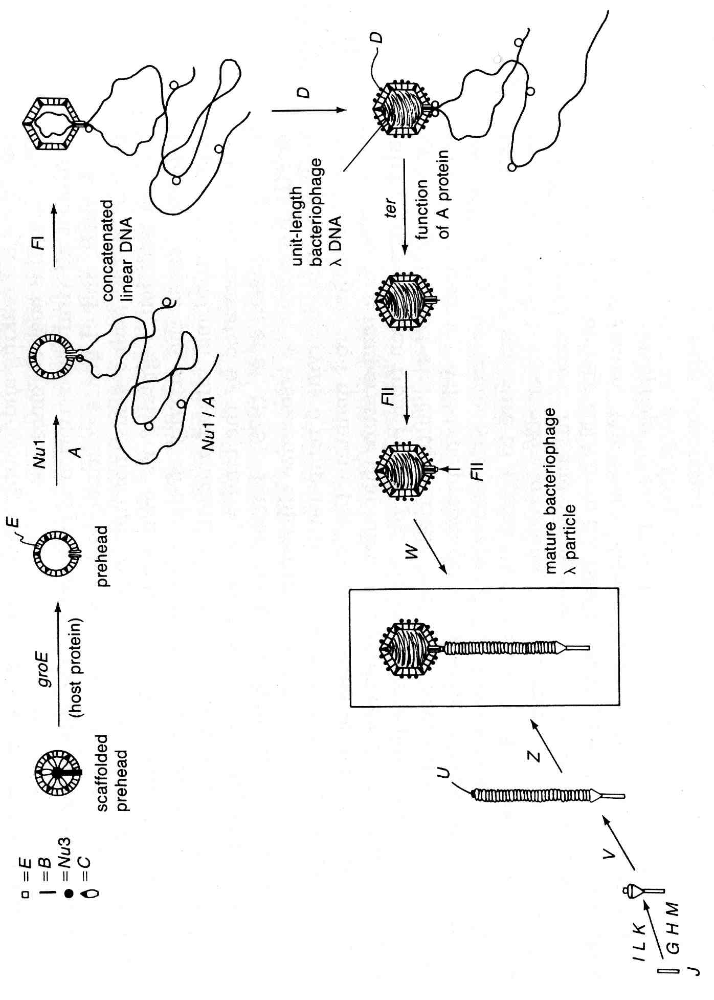 □ =E
| =B
● =Nu3
=C
scaffolded
prehead
groE
(host protein)
E
prehead
Nu1
A
Nu1 / A
FI
concatenated
linear DNA
D
D
unit-length
bacteriophage
λ DNA
ter
function
of A protein
FII
FII
W
mature bacteriophage
λ particle
Z
U
V
I L K
G H M
J